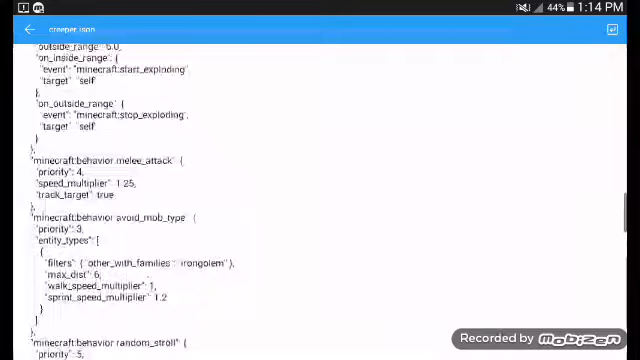 44% 1:14 PM
creeper.json
"outside_range" 6.0,
"on_inside_range": {
"event": "minecraft:start_exploding"
"target" "self"
},
"on_outside_range" {
"event": "minecraft:stop_exploding",
"target" "self"
}
},
"minecraft:behavior melee_attack" {
"priority": 4,
"speed_multiplier" 1.25,
"track_target" true
},
"minecraft:behavior avoid_mob_type" {
"priority": 3,
"entity_types": [
{
"filters" { "other_with_families" "irongolem" },
"max_dist" 6,
"walk_speed_multiplier" 1,
"sprint_speed_multiplier" 1.2
}
]
},
"minecraft:behavior random_stroll" {
"priority": 5,
Recorded by mobizen